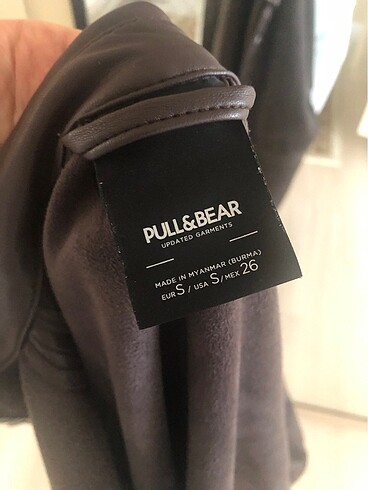 PULL&BEAR
UPDATED GARMENTS
MADE IN MYANMAR (BURMA)
EUR S / USA S / MEX 26